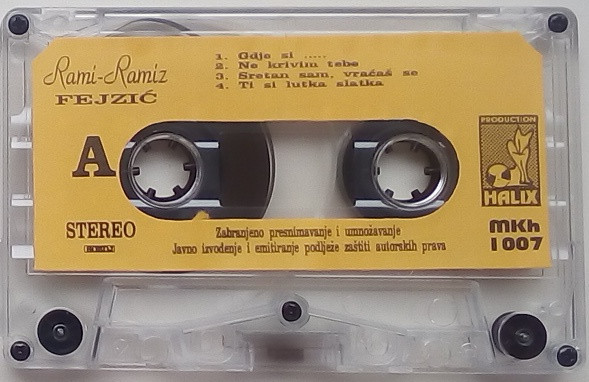 Rami-Ramiz
FEJZIĆ
1. Gdje si .....
2. Ne krivim tebe
3. Sretan sam, vraćaš se
4. Ti si lutka slatka
A
PRODUCTION
HALIX
STEREO
MKh
1007
Zabranjeno presnimavanje i umnožavanje
Javno izvođenje i emitiranje podlježe zaštiti autorskih prava